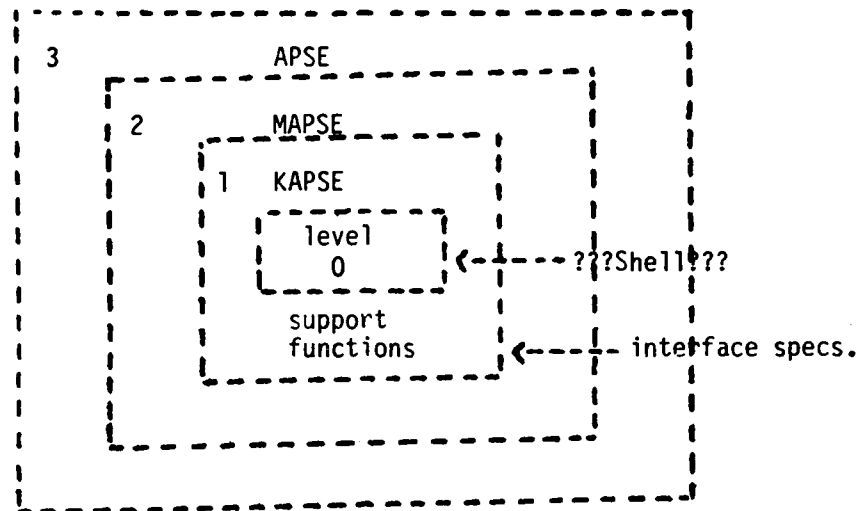 3 APSE
2 MAPSE
1 KAPSE
level
0
???Shell???
support
functions
interface specs.